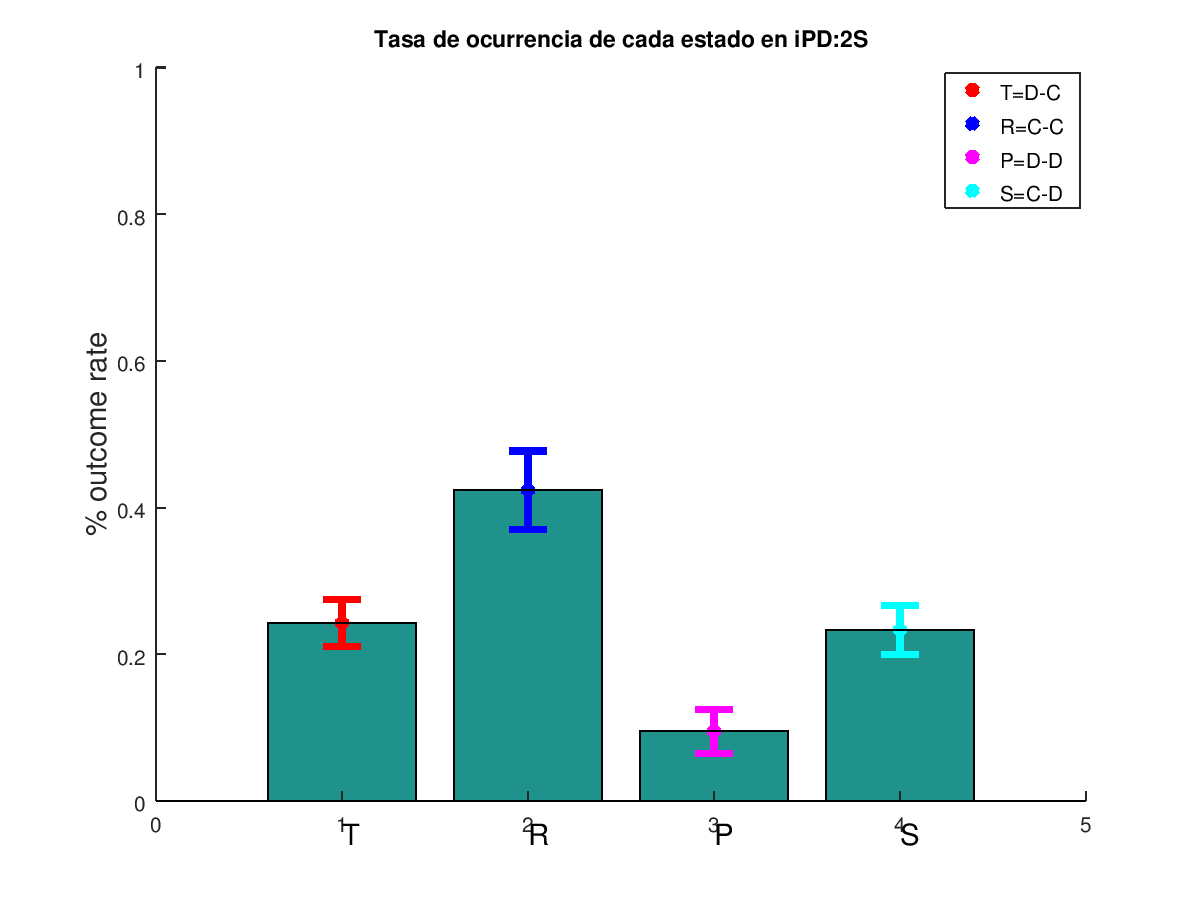 Tasa de ocurrencia de cada estado en iPD:2S
1
0.8
0.6
0.4
0.2
0
% outcome rate
T=D-C
R=C-C
P=D-D
S=C-D
0 1 2 3 4 5
T R P S